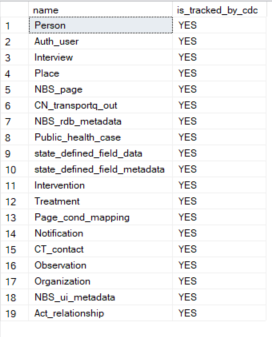 name is_tracked_by_cdc
1 Person YES
2 Auth_user YES
3 Interview YES
4 Place YES
5 NBS_page YES
6 CN_transportq_out YES
7 NBS_rdb_metadata YES
8 Public_health_case YES
9 state_defined_field_data YES
10 state_defined_field_metadata YES
11 Intervention YES
12 Treatment YES
13 Page_cond_mapping YES
14 Notification YES
15 CT_contact YES
16 Observation YES
17 Organization YES
18 NBS_ui_metadata YES
19 Act_relationship YES